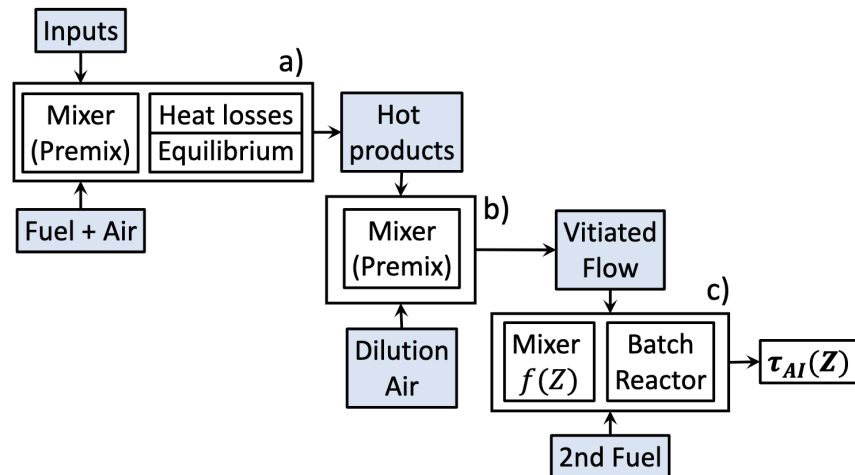 Inputs
a)
Mixer
(Premix)
Heat losses
Equilibrium
Hot
products
Fuel + Air
b)
Mixer
(Premix)
Vitiated
Flow
Dilution
Air
c)
Mixer
f(Z)
Batch
Reactor
τ_AI(Z)
2nd Fuel